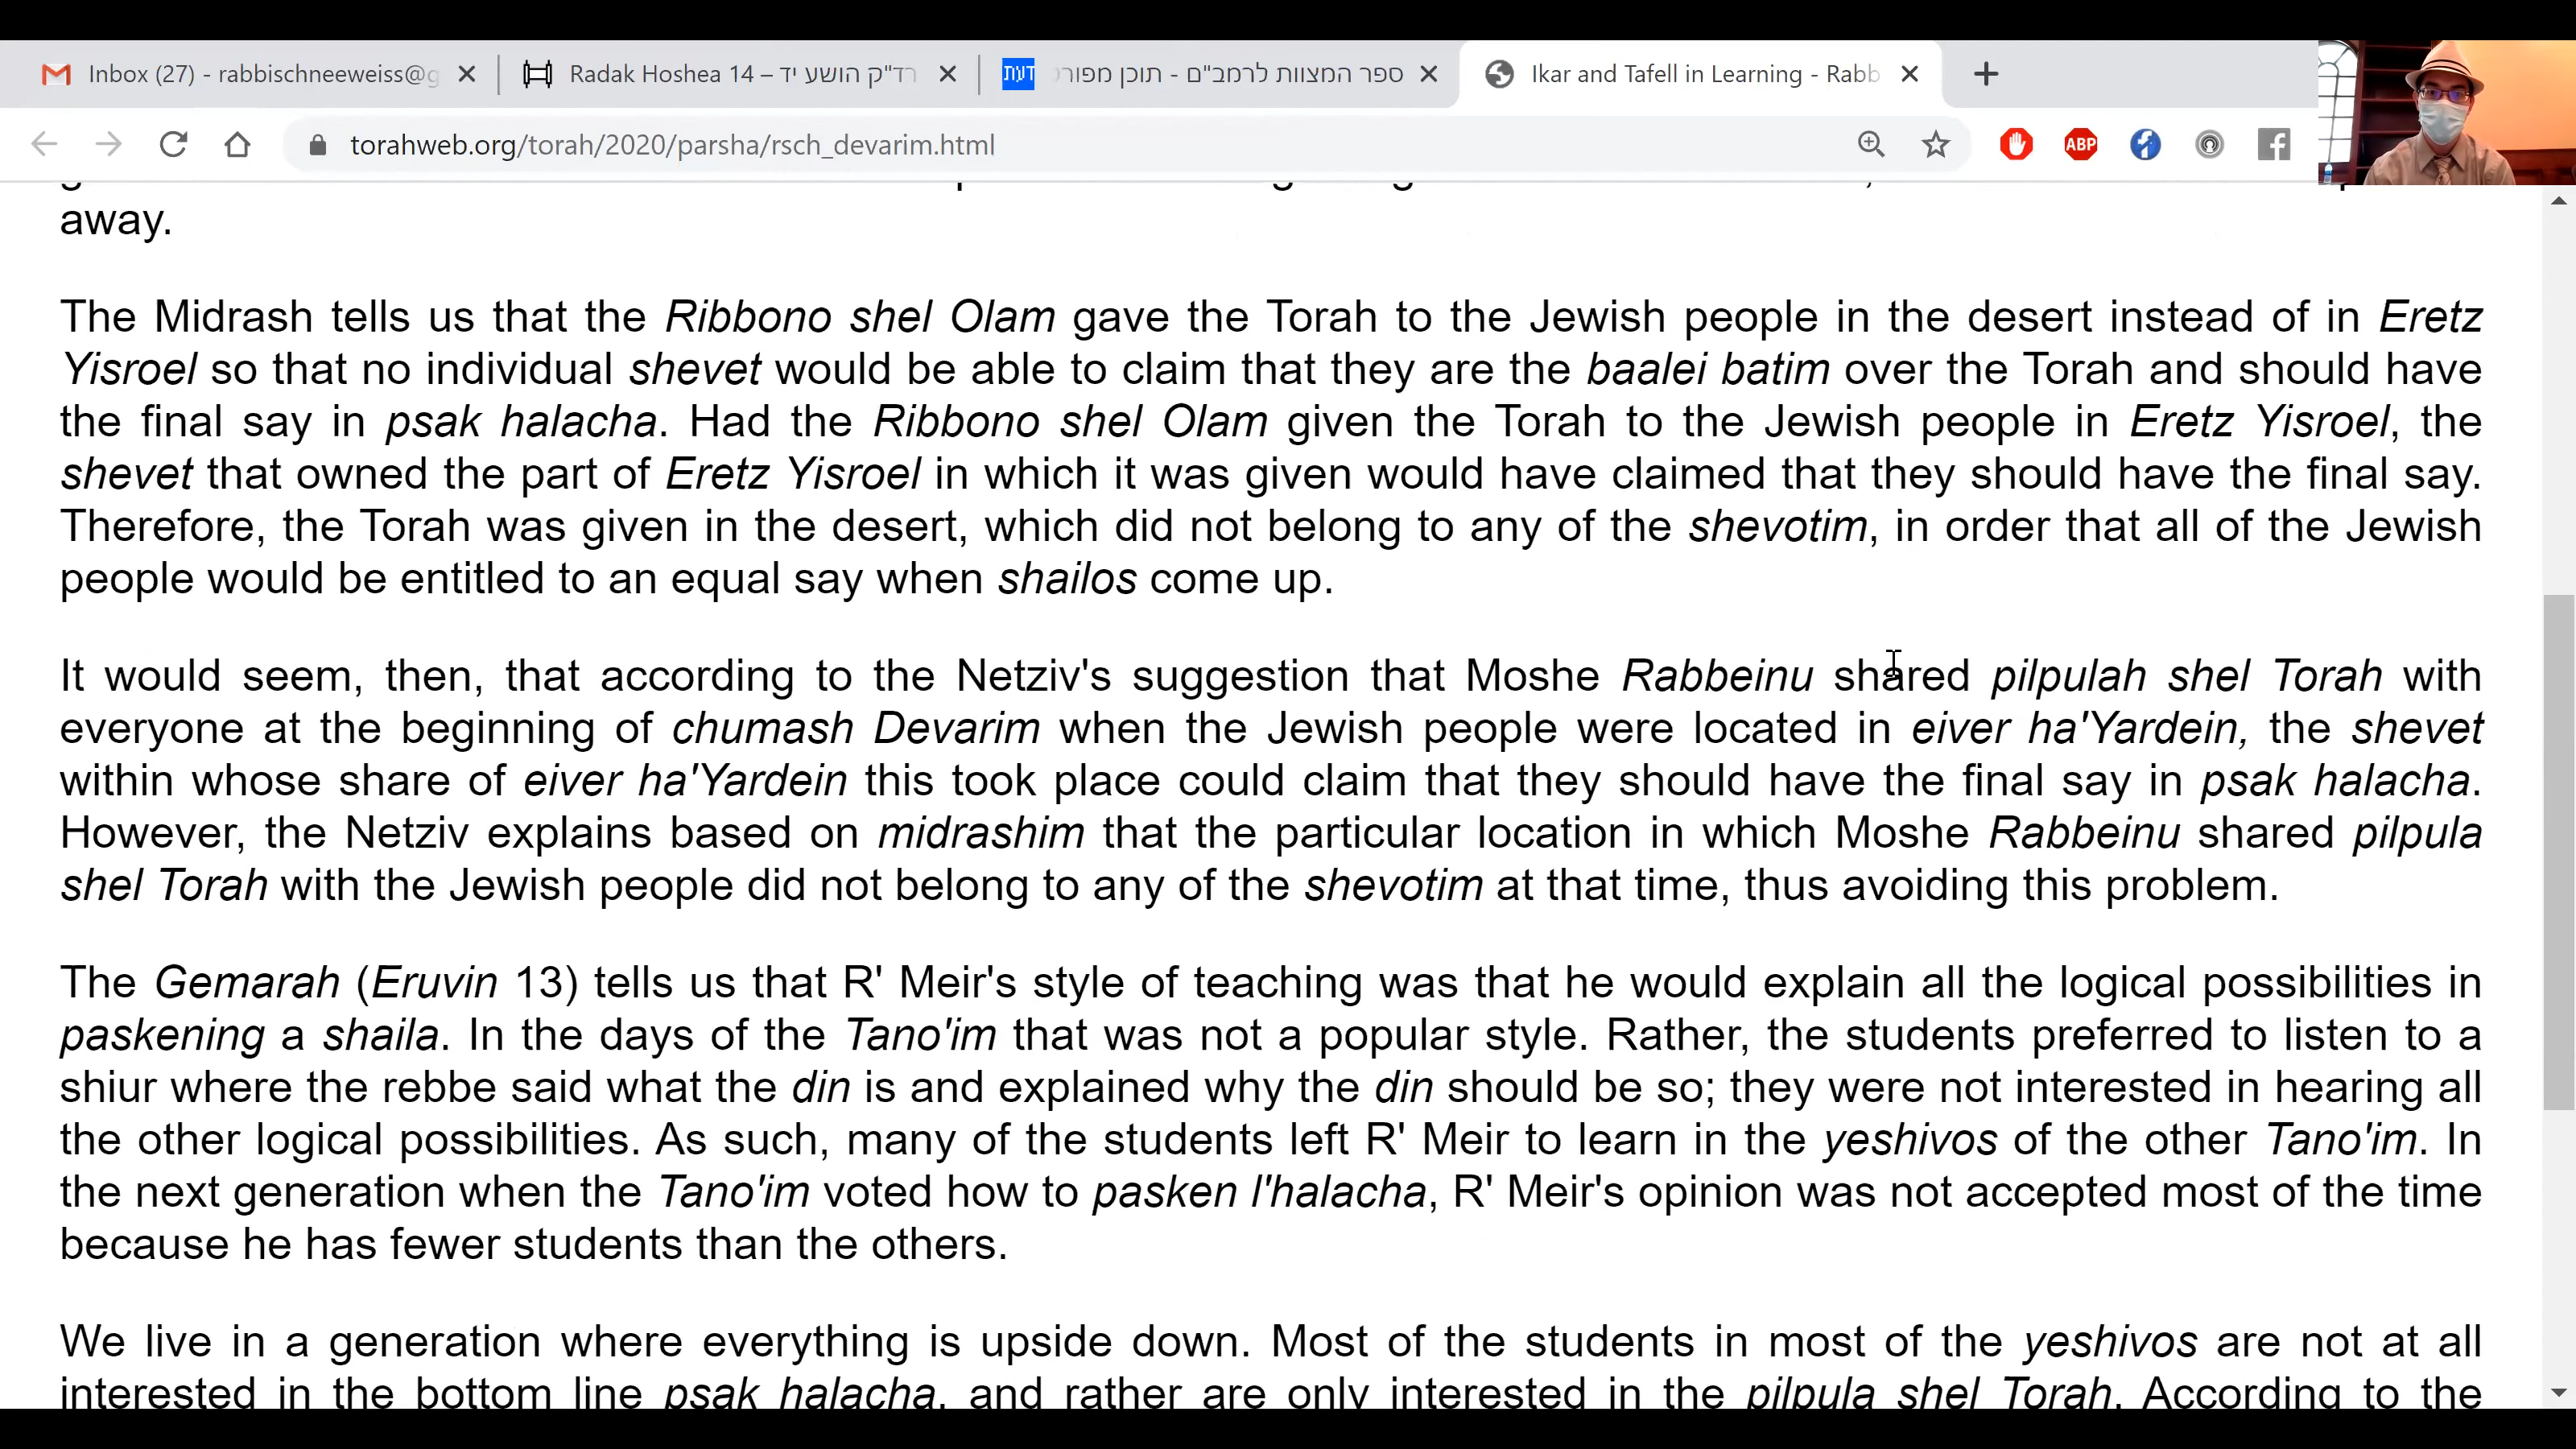 Inbox (27) - rabbischneeweiss@g
Radak Hoshea 14 – רד"ק הושע יד
דעת
ספר המצוות לרמב"ם - תוכן מפורט
Ikar and Tafell in Learning - Rabb
torahweb.org/torah/2020/parsha/rsch_devarim.html
ABP
away.
The Midrash tells us that the Ribbono shel Olam gave the Torah to the Jewish people in the desert instead of in Eretz
Yisroel so that no individual shevet would be able to claim that they are the baalei batim over the Torah and should have
the final say in psak halacha. Had the Ribbono shel Olam given the Torah to the Jewish people in Eretz Yisroel, the
shevet that owned the part of Eretz Yisroel in which it was given would have claimed that they should have the final say.
Therefore, the Torah was given in the desert, which did not belong to any of the shevotim, in order that all of the Jewish
people would be entitled to an equal say when shailos come up.
It would seem, then, that according to the Netziv's suggestion that Moshe Rabbeinu shared pilpulah shel Torah with
everyone at the beginning of chumash Devarim when the Jewish people were located in eiver ha'Yardein, the shevet
within whose share of eiver ha'Yardein this took place could claim that they should have the final say in psak halacha.
However, the Netziv explains based on midrashim that the particular location in which Moshe Rabbeinu shared pilpula
shel Torah with the Jewish people did not belong to any of the shevotim at that time, thus avoiding this problem.
The Gemarah (Eruvin 13) tells us that R' Meir's style of teaching was that he would explain all the logical possibilities in
paskening a shaila. In the days of the Tano'im that was not a popular style. Rather, the students preferred to listen to a
shiur where the rebbe said what the din is and explained why the din should be so; they were not interested in hearing all
the other logical possibilities. As such, many of the students left R' Meir to learn in the yeshivos of the other Tano'im. In
the next generation when the Tano'im voted how to pasken l'halacha, R' Meir's opinion was not accepted most of the time
because he has fewer students than the others.
We live in a generation where everything is upside down. Most of the students in most of the yeshivos are not at all
interested in the bottom line psak halacha, and rather are only interested in the pilpula shel Torah. According to the